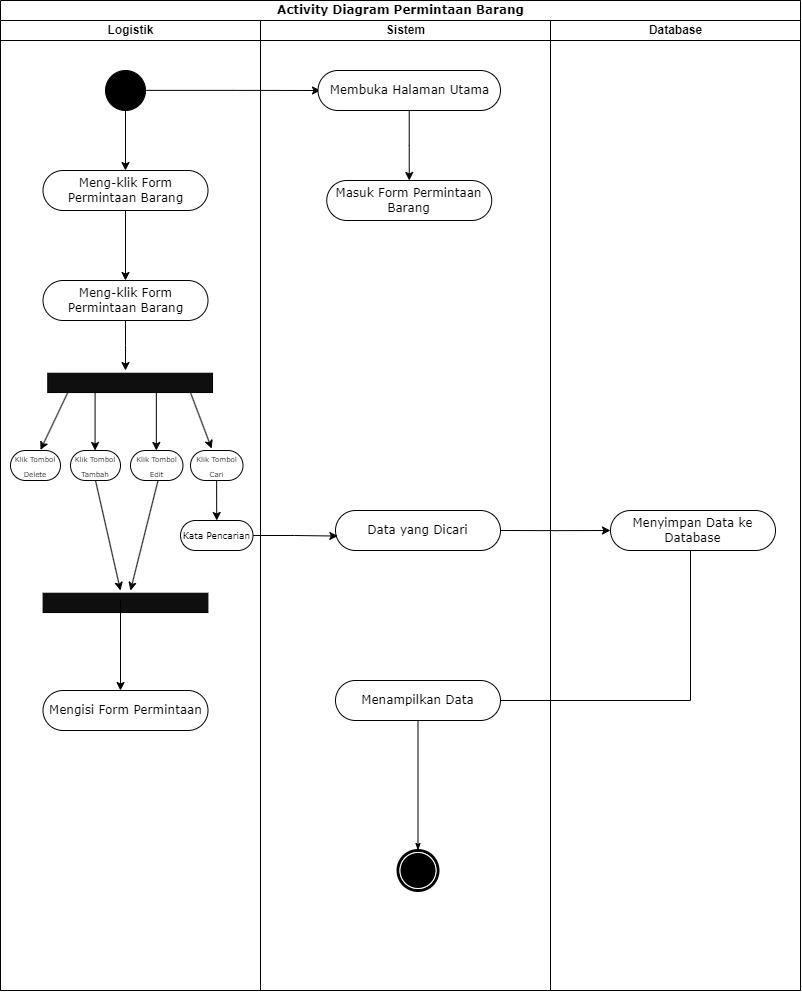 Activity Diagram Permintaan Barang
Logistik
Sistem
Database
Membuka Halaman Utama
Meng-klik Form
Permintaan Barang
Masuk Form Permintaan
Barang
Meng-klik Form
Permintaan Barang
Klik Tombol
Delete
Klik Tombol
Tambah
Klik Tombol
Edit
Klik Tombol
Cari
Kata Pencarian
Data yang Dicari
Menyimpan Data ke
Database
Menampilkan Data
Mengisi Form Permintaan